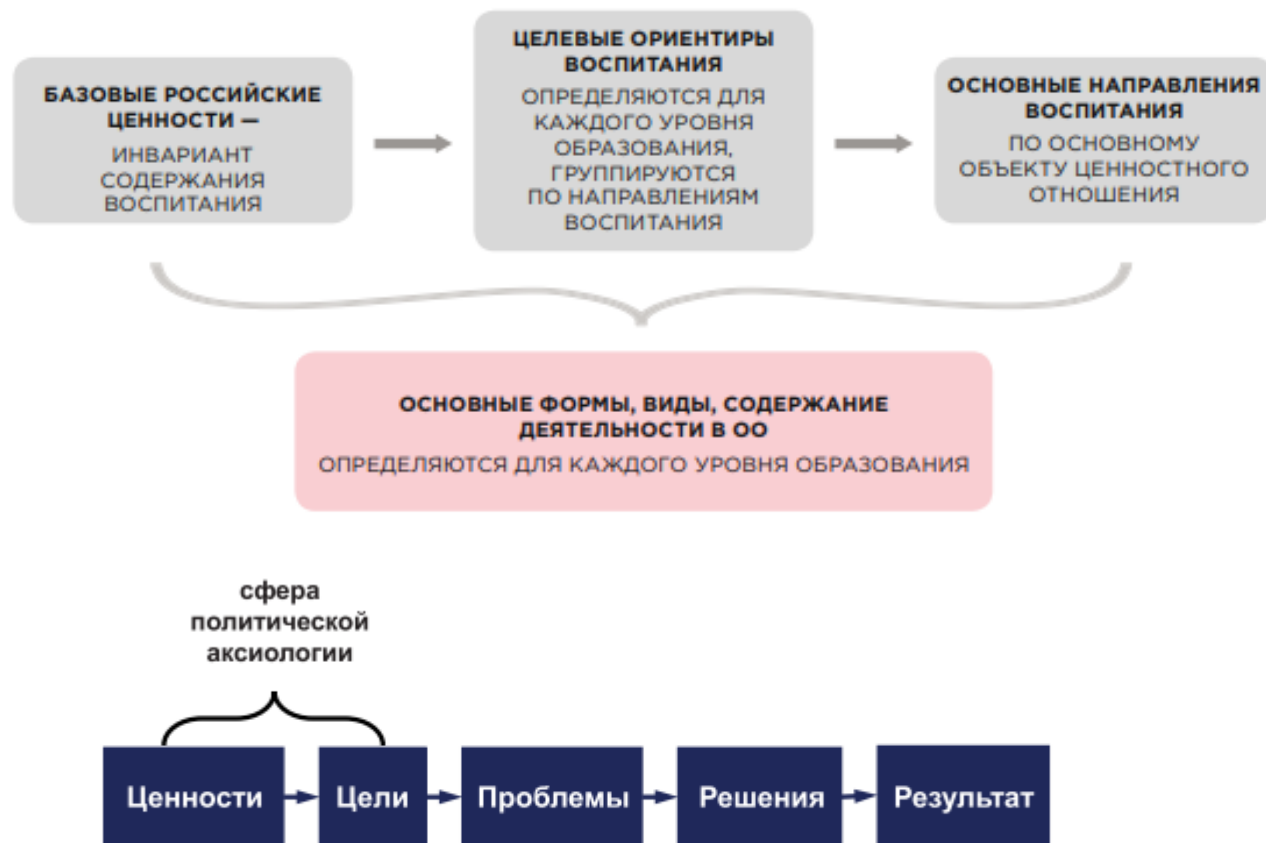 БАЗОВЫЕ РОССИЙСКИЕ
ЦЕННОСТИ —
ИНВАРИАНТ
СОДЕРЖАНИЯ
ВОСПИТАНИЯ
ЦЕЛЕВЫЕ ОРИЕНТИРЫ
ВОСПИТАНИЯ
ОПРЕДЕЛЯЮТСЯ ДЛЯ
КАЖДОГО УРОВНЯ
ОБРАЗОВАНИЯ,
ГРУППИРУЮТСЯ
ПО НАПРАВЛЕНИЯМ
ВОСПИТАНИЯ
ОСНОВНЫЕ НАПРАВЛЕНИЯ
ВОСПИТАНИЯ
ПО ОСНОВНОМУ
ОБЪЕКТУ ЦЕННОСТНОГО
ОТНОШЕНИЯ
ОСНОВНЫЕ ФОРМЫ, ВИДЫ, СОДЕРЖАНИЕ
ДЕЯТЕЛЬНОСТИ В ОО
ОПРЕДЕЛЯЮТСЯ ДЛЯ КАЖДОГО УРОВНЯ ОБРАЗОВАНИЯ
сфера
политической
аксиологии
Ценности
Цели
Проблемы
Решения
Результат